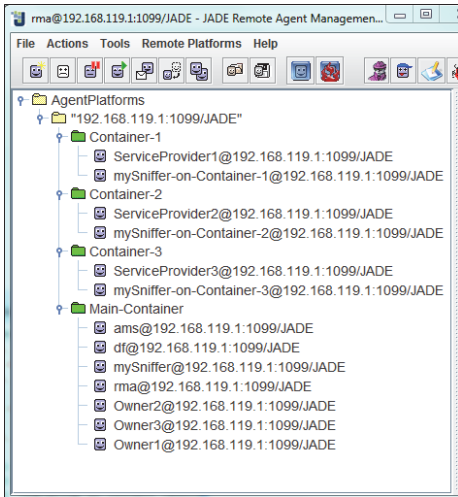 rma@192.168.119.1:1099/JADE - JADE Remote Agent Managemen...
File Actions Tools Remote Platforms Help
AgentPlatforms
"192.168.119.1:1099/JADE"
Container-1
ServiceProvider1@192.168.119.1:1099/JADE
mySniffer-on-Container-1@192.168.119.1:1099/JADE
Container-2
ServiceProvider2@192.168.119.1:1099/JADE
mySniffer-on-Container-2@192.168.119.1:1099/JADE
Container-3
ServiceProvider3@192.168.119.1:1099/JADE
mySniffer-on-Container-3@192.168.119.1:1099/JADE
Main-Container
ams@192.168.119.1:1099/JADE
df@192.168.119.1:1099/JADE
mySniffer@192.168.119.1:1099/JADE
rma@192.168.119.1:1099/JADE
Owner2@192.168.119.1:1099/JADE
Owner3@192.168.119.1:1099/JADE
Owner1@192.168.119.1:1099/JADE